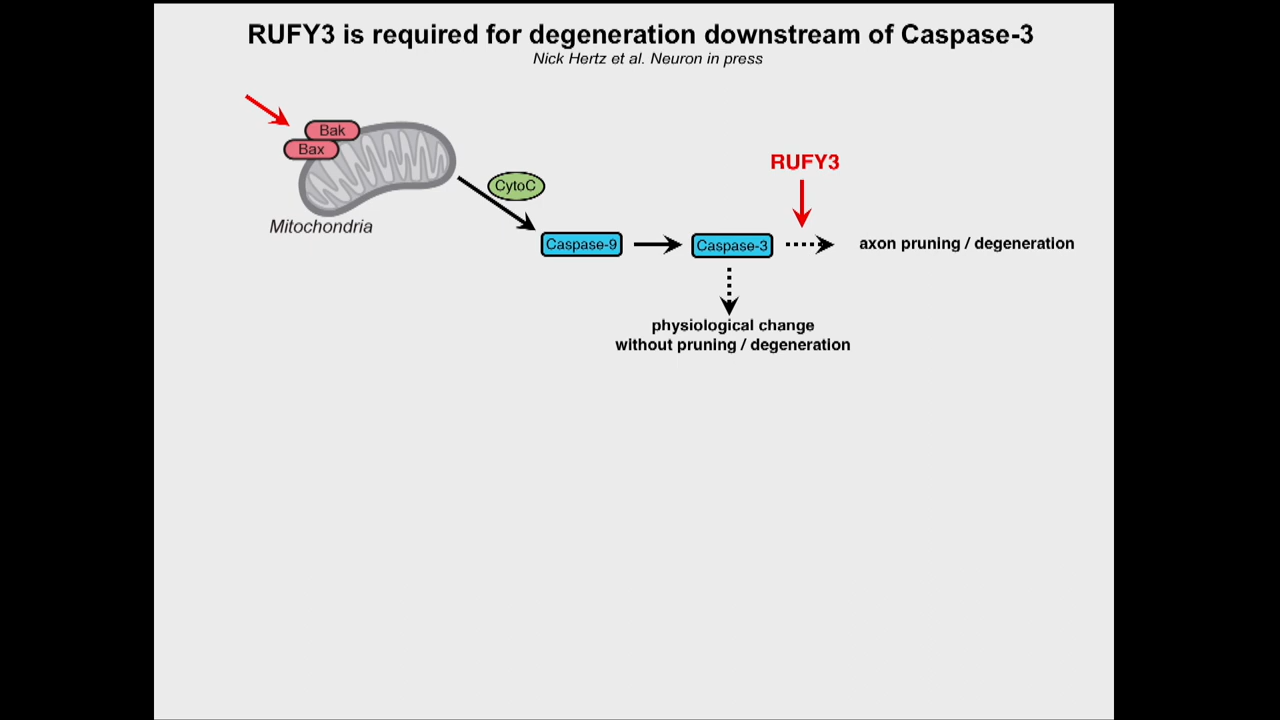 RUFY3 is required for degeneration downstream of Caspase-3
Nick Hertz et al. Neuron in press
Bak
Bax
Mitochondria
CytoC
RUFY3
Caspase-9
Caspase-3
axon pruning / degeneration
physiological change
without pruning / degeneration